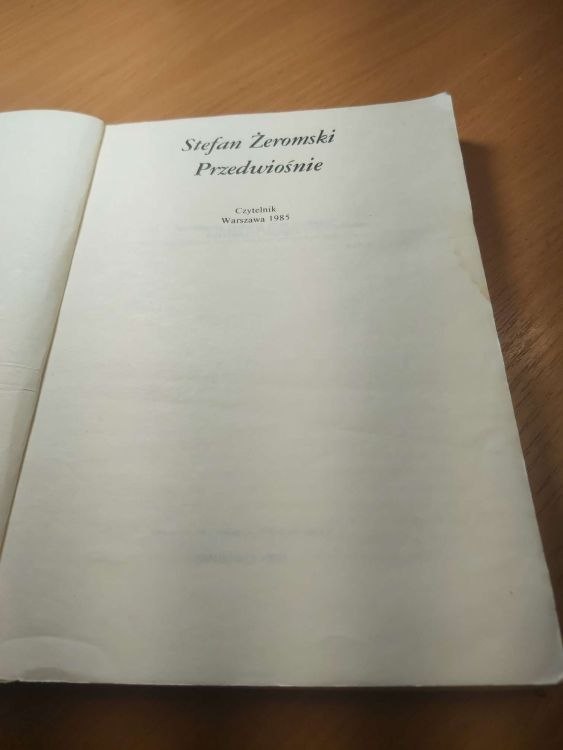 Stefan Żeromski
Przedwiośnie
Czytelnik
Warszawa 1985